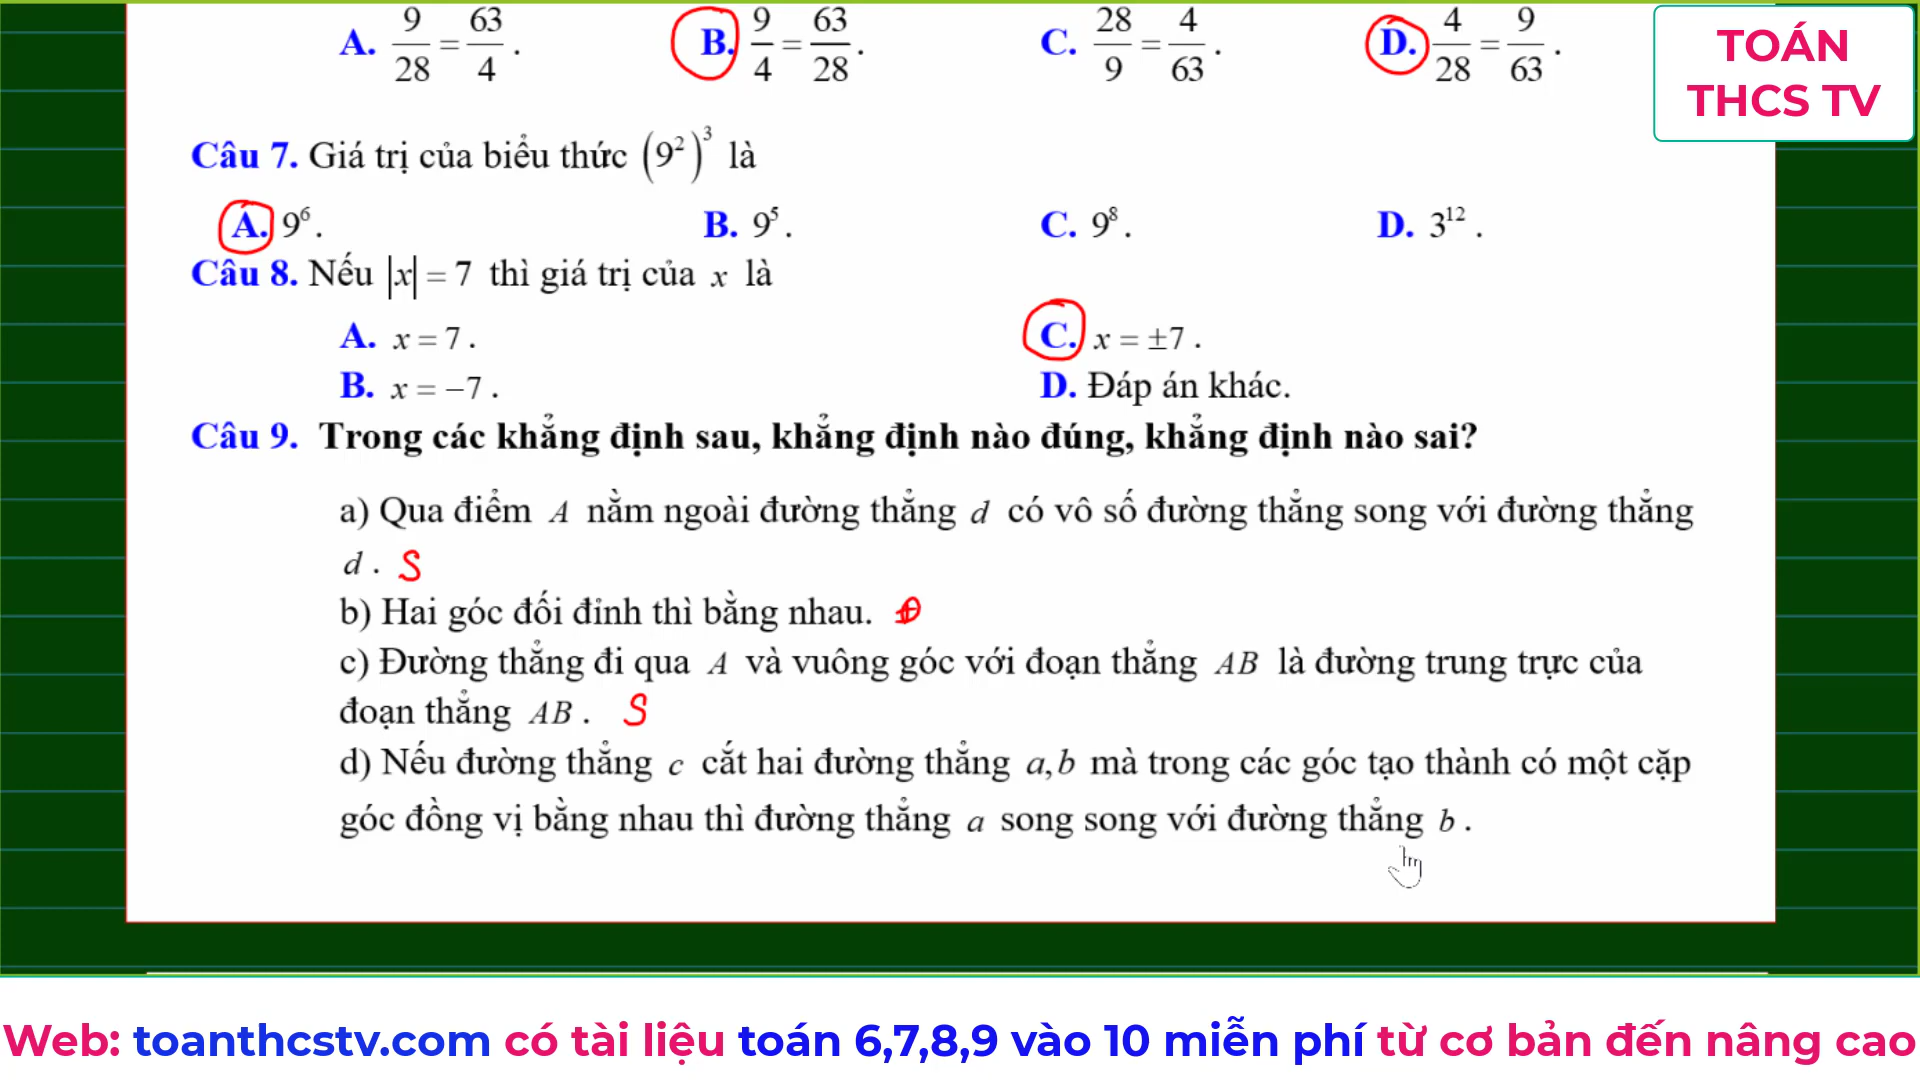 A. 9/28 = 63/4 . B. 9/4 = 63/28 . C. 28/9 = 4/63 . D. 4/28 = 9/63 .
TOÁN
THCS TV
Câu 7. Giá trị của biểu thức (9²)³ là
A. 9⁶ . B. 9⁵ . C. 9⁸ . D. 3¹² .
Câu 8. Nếu |x| = 7 thì giá trị của x là
A. x = 7 . C. x = ±7 .
B. x = −7 . D. Đáp án khác.
Câu 9. Trong các khẳng định sau, khẳng định nào đúng, khẳng định nào sai?
a) Qua điểm A nằm ngoài đường thẳng d có vô số đường thẳng song với đường thẳng
d . S
b) Hai góc đối đỉnh thì bằng nhau. Đ
c) Đường thẳng đi qua A và vuông góc với đoạn thẳng AB là đường trung trực của
đoạn thẳng AB . S
d) Nếu đường thẳng c cắt hai đường thẳng a,b mà trong các góc tạo thành có một cặp
góc đồng vị bằng nhau thì đường thẳng a song song với đường thẳng b .
Web: toanthcstv.com có tài liệu toán 6,7,8,9 vào 10 miễn phí từ cơ bản đến nâng cao